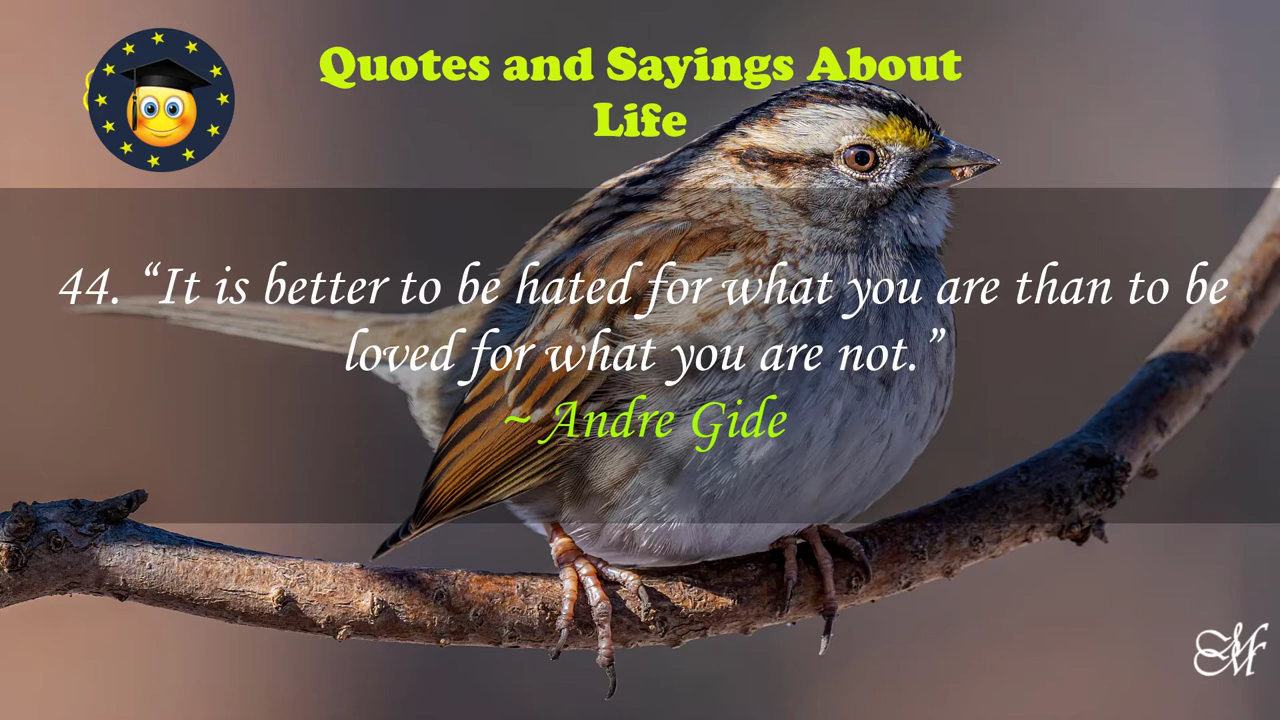 Quotes and Sayings About
Life
44. “It is better to be hated for what you are than to be
loved for what you are not.”
~ Andre Gide